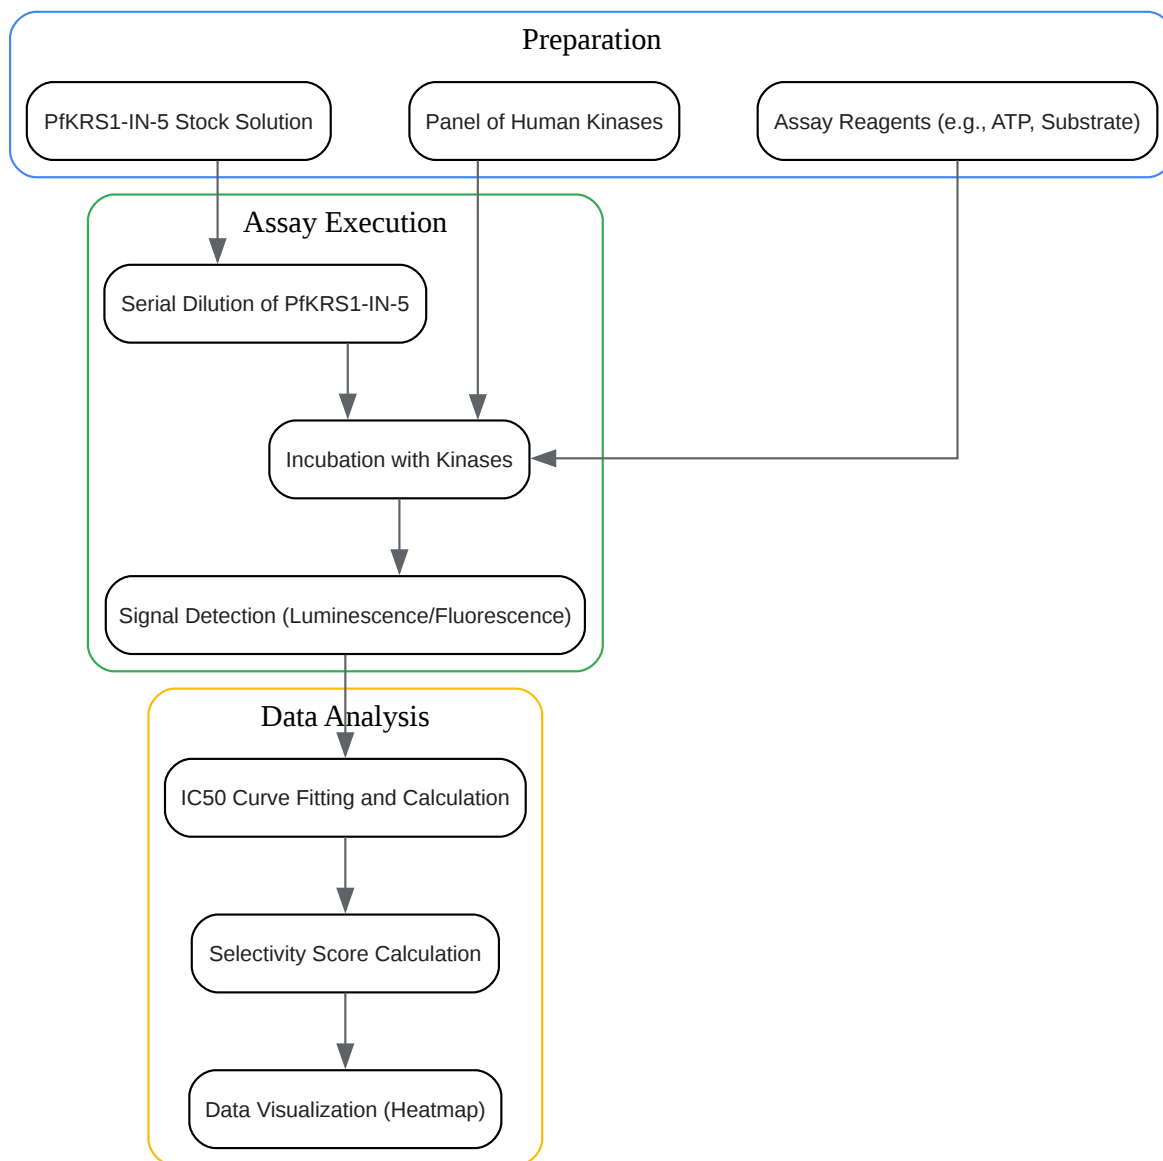 Preparation
PfKRS1-IN-5 Stock Solution
Panel of Human Kinases
Assay Reagents (e.g., ATP, Substrate)
Assay Execution
Serial Dilution of PfKRS1-IN-5
Incubation with Kinases
Signal Detection (Luminescence/Fluorescence)
Data Analysis
IC50 Curve Fitting and Calculation
Selectivity Score Calculation
Data Visualization (Heatmap)